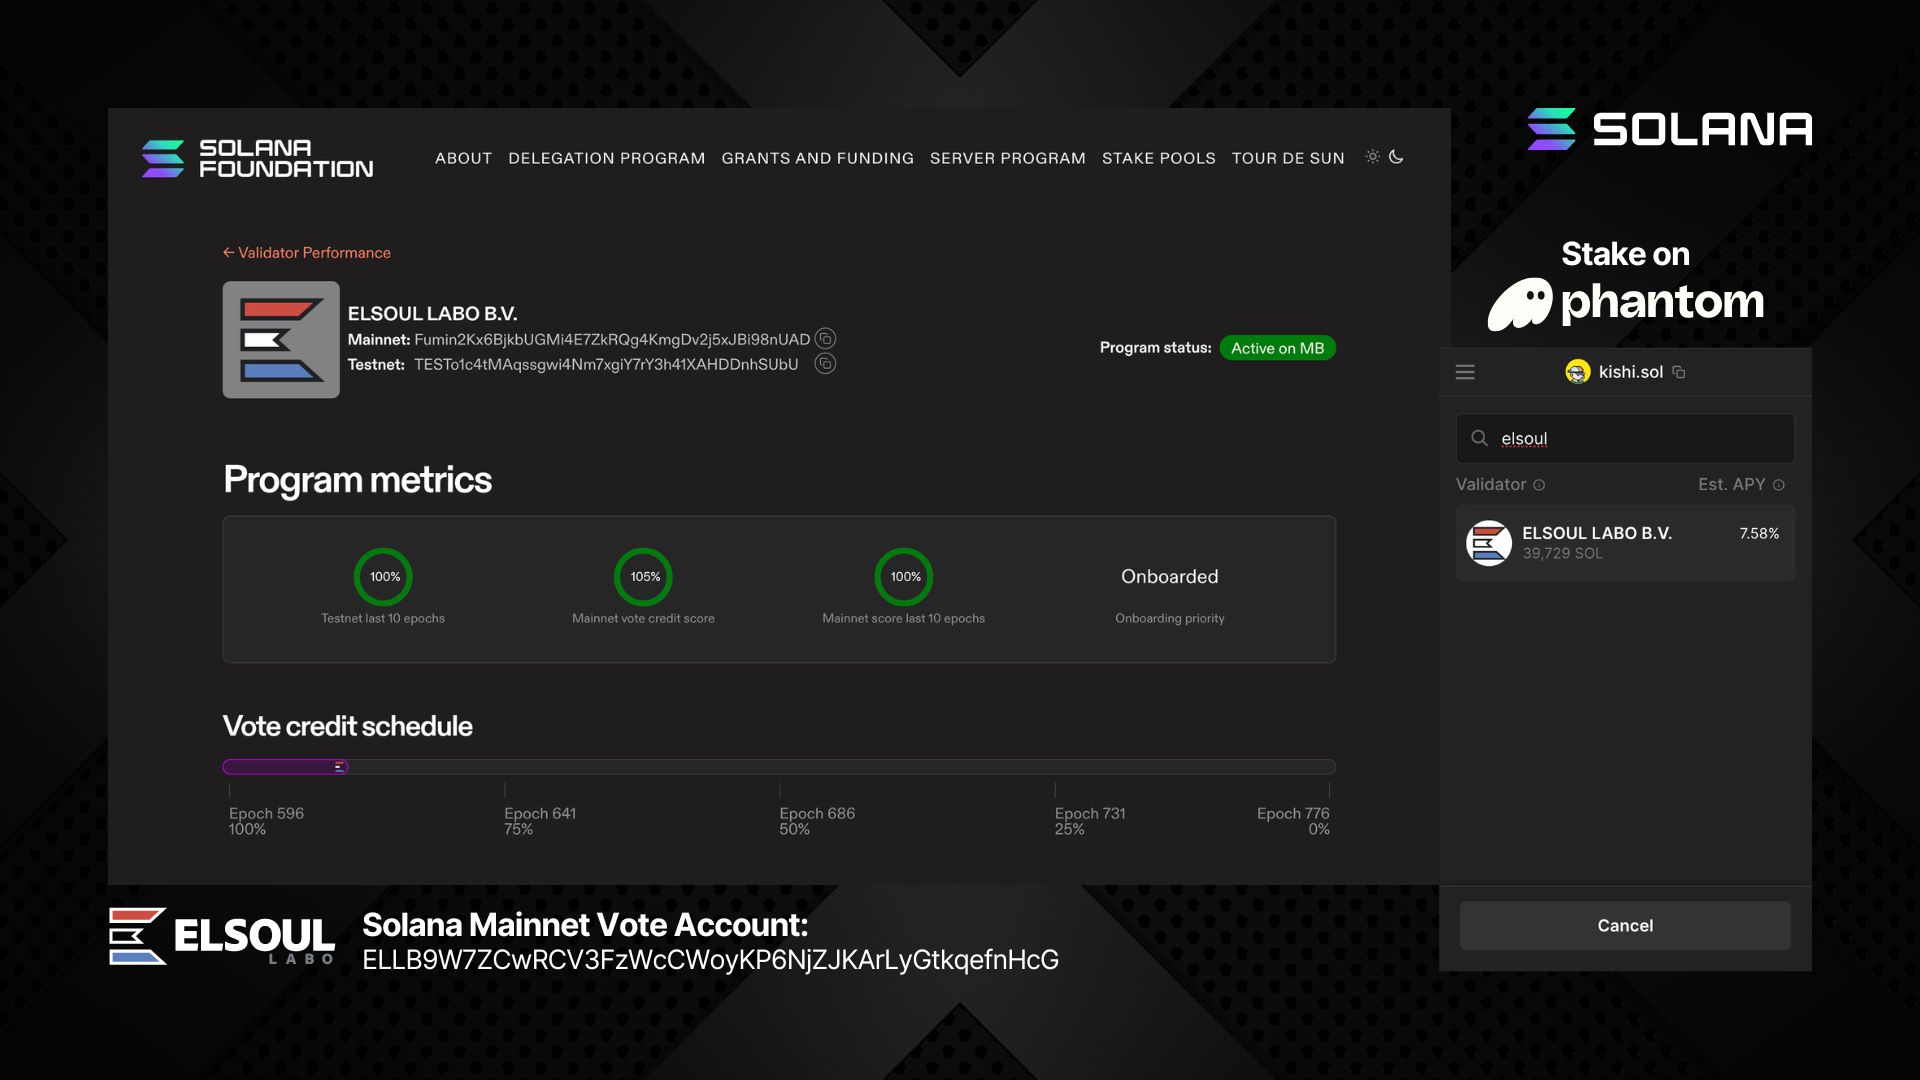 SOLANA
FOUNDATION
ABOUT
DELEGATION PROGRAM
GRANTS AND FUNDING
SERVER PROGRAM
STAKE POOLS
TOUR DE SUN
← Validator Performance
ELSOUL LABO B.V.
Mainnet: Fumin2Kx6BjkbUGMi4E7ZkRQg4KmgDv2j5xJBi98nUAD
Testnet: TESTo1c4tMAqssgwi4Nm7xgiY7rY3h41XAHDDnhSUbU
Program status: Active on MB
Program metrics
100%
Testnet last 10 epochs
105%
Mainnet vote credit score
100%
Mainnet score last 10 epochs
Onboarded
Onboarding priority
Vote credit schedule
Epoch 596
100%
Epoch 641
75%
Epoch 686
50%
Epoch 731
25%
Epoch 776
0%
SOLANA
Stake on
phantom
kishi.sol
elsoul
Validator
Est. APY
ELSOUL LABO B.V.
7.58%
39,729 SOL
Cancel
ELSOUL
LABO
Solana Mainnet Vote Account:
ELLB9W7ZCwRCV3FzWcCWoyKP6NjZJKArLyGtkqefnHcG